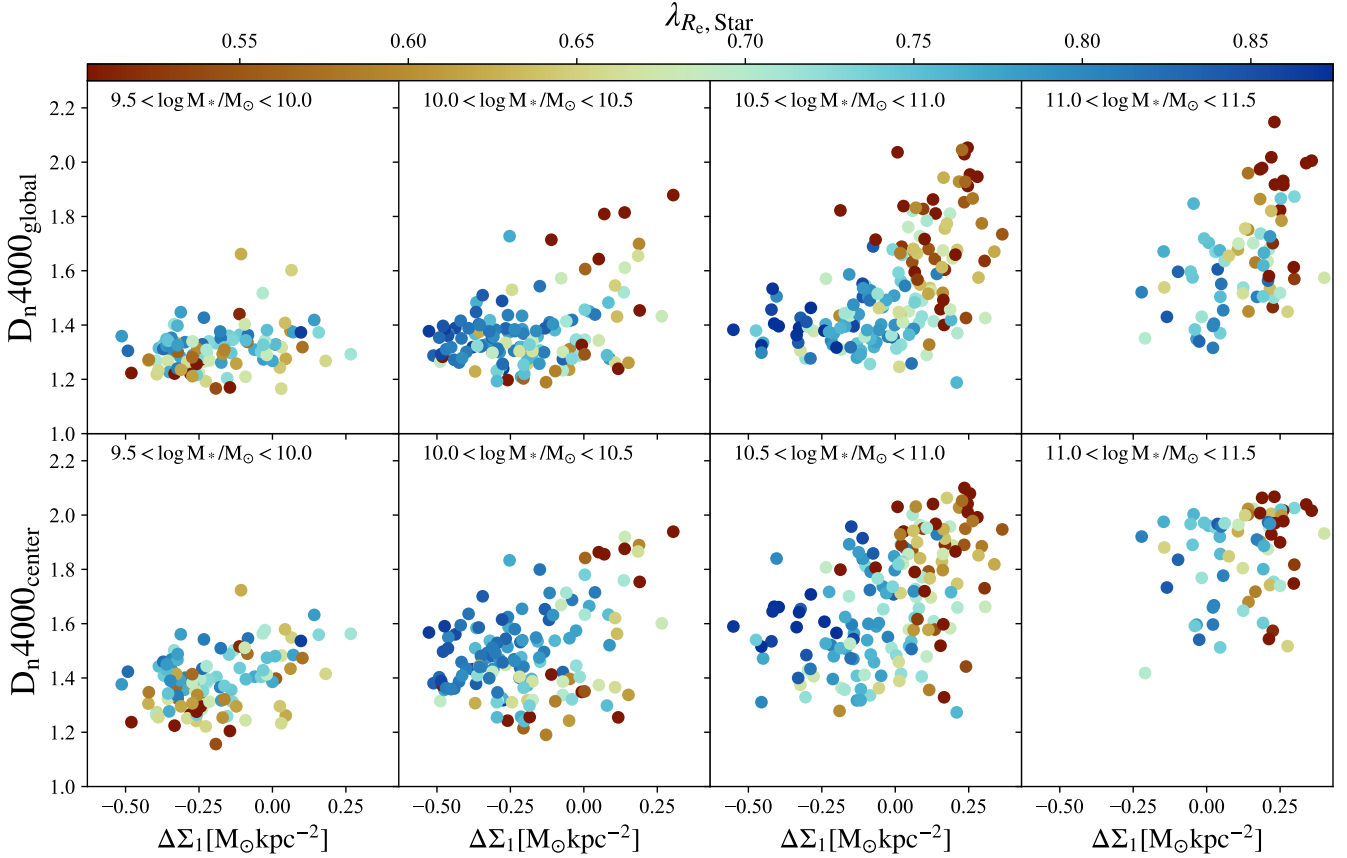 λ_{R_e, Star}
0.55 0.60 0.65 0.70 0.75 0.80 0.85
9.5 < log M_*/M_⊙ < 10.0 10.0 < log M_*/M_⊙ < 10.5 10.5 < log M_*/M_⊙ < 11.0 11.0 < log M_*/M_⊙ < 11.5
2.2
2.0
1.8
1.6
1.4
1.2
1.0
D_n4000_{global}
9.5 < log M_*/M_⊙ < 10.0 10.0 < log M_*/M_⊙ < 10.5 10.5 < log M_*/M_⊙ < 11.0 11.0 < log M_*/M_⊙ < 11.5
2.2
2.0
1.8
1.6
1.4
1.2
1.0
D_n4000_{center}
−0.50 −0.25 0.00 0.25 −0.50 −0.25 0.00 0.25 −0.50 −0.25 0.00 0.25 −0.50 −0.25 0.00 0.25
ΔΣ_1[M_⊙kpc^{−2}] ΔΣ_1[M_⊙kpc^{−2}] ΔΣ_1[M_⊙kpc^{−2}] ΔΣ_1[M_⊙kpc^{−2}]